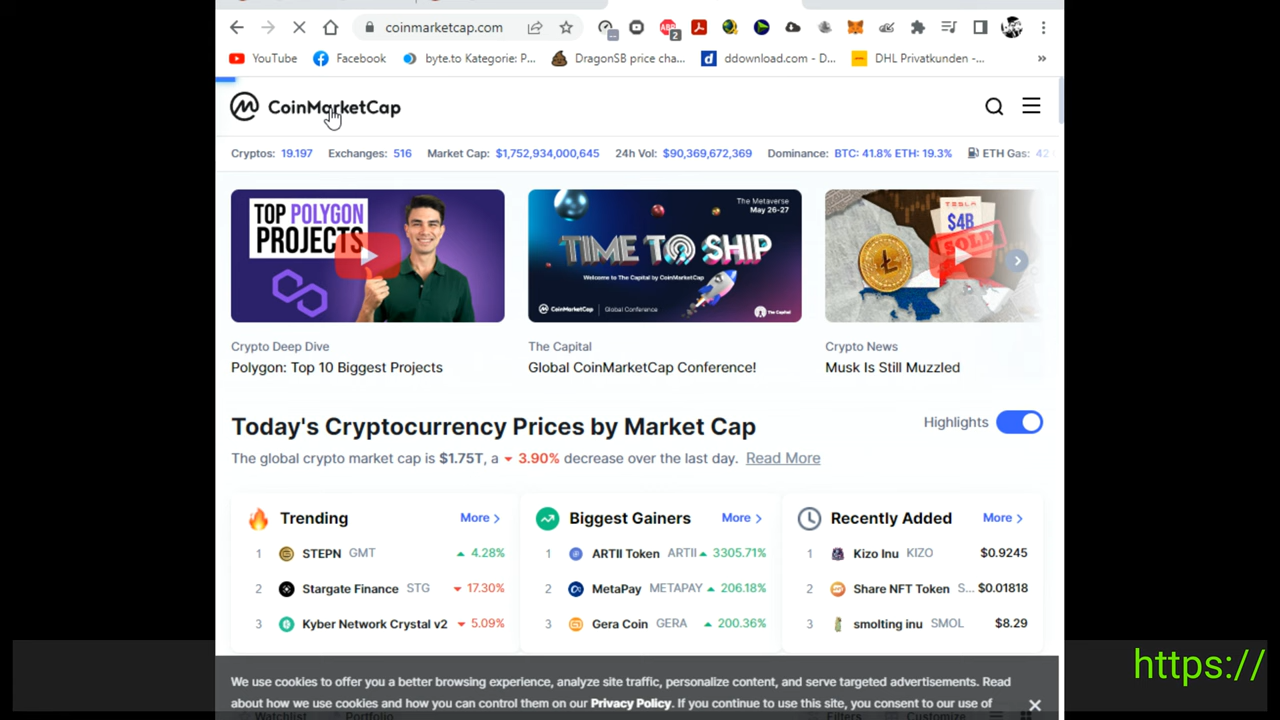 coinmarketcap.com
2
YouTube Facebook byte.to Kategorie: P... DragonSB price cha... ddownload.com - D... DHL Privatkunden -... »
CoinMarketCap
Cryptos: 19.197 Exchanges: 516 Market Cap: $1,752,934,000,645 24h Vol: $90,369,672,369 Dominance: BTC: 41.8% ETH: 19.3% ETH Gas: 42
TOP POLYGON
PROJECTS
The Metaverse
May 26-27
TIME TO SHIP
Welcome to The Capital by CoinMarketCap
CoinMarketCap Global Conference The Capital
TESLA
$4B
SOLD
Crypto Deep Dive
Polygon: Top 10 Biggest Projects
The Capital
Global CoinMarketCap Conference!
Crypto News
Musk Is Still Muzzled
Today's Cryptocurrency Prices by Market Cap
Highlights
The global crypto market cap is $1.75T, a 3.90% decrease over the last day. Read More
Trending More
1 STEPN GMT 4.28%
2 Stargate Finance STG 17.30%
3 Kyber Network Crystal v2 5.09%
Biggest Gainers More
1 ARTII Token ARTII 3305.71%
2 MetaPay METAPAY 206.18%
3 Gera Coin GERA 200.36%
Recently Added More
1 Kizo Inu KIZO $0.9245
2 Share NFT Token S... $0.01818
3 smolting inu SMOL $8.29
We use cookies to offer you a better browsing experience, analyze site traffic, personalize content, and serve targeted advertisements. Read
about how we use cookies and how you can control them on our Privacy Policy. If you continue to use this site, you consent to our use of
Watchlist Portfolio Filters Customize
https://